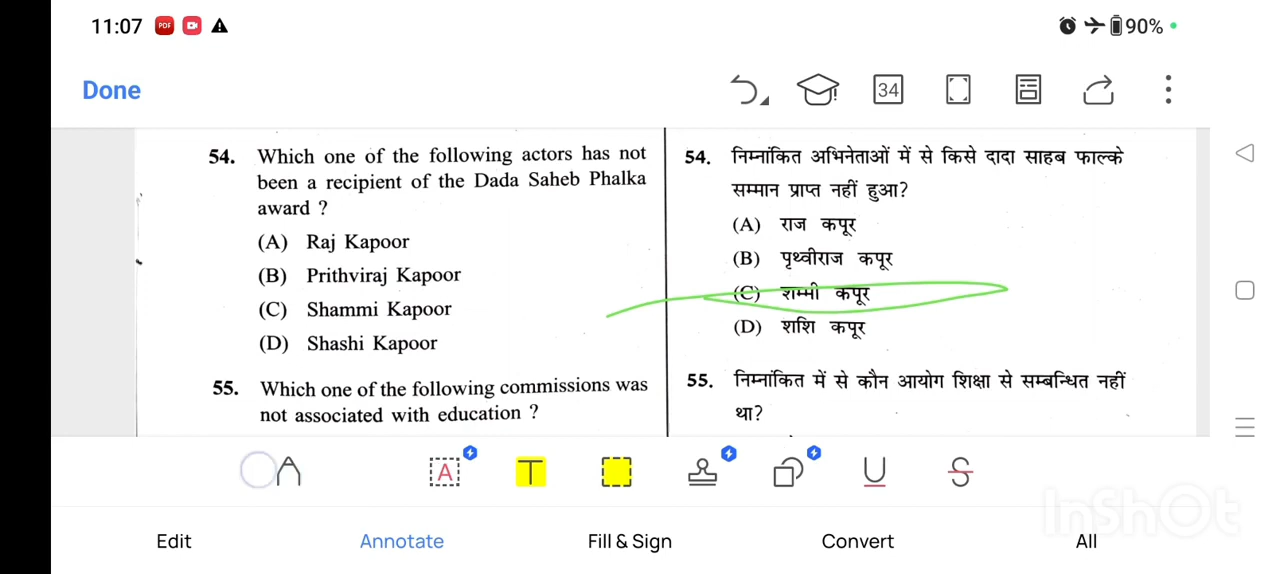 11:07 PDF
90%
Done
34
54. Which one of the following actors has not
been a recipient of the Dada Saheb Phalka
award ?
(A) Raj Kapoor
(B) Prithviraj Kapoor
(C) Shammi Kapoor
(D) Shashi Kapoor
55. Which one of the following commissions was
not associated with education ?
54. निम्नांकित अभिनेताओं में से किसे दादा साहब फाल्के
सम्मान प्राप्त नहीं हुआ?
(A) राज कपूर
(B) पृथ्वीराज कपूर
(C) शम्मी कपूर
(D) शशि कपूर
55. निम्नांकित में से कौन आयोग शिक्षा से सम्बन्धित नहीं
था?
A T U S
InShOt
Edit Annotate Fill & Sign Convert All